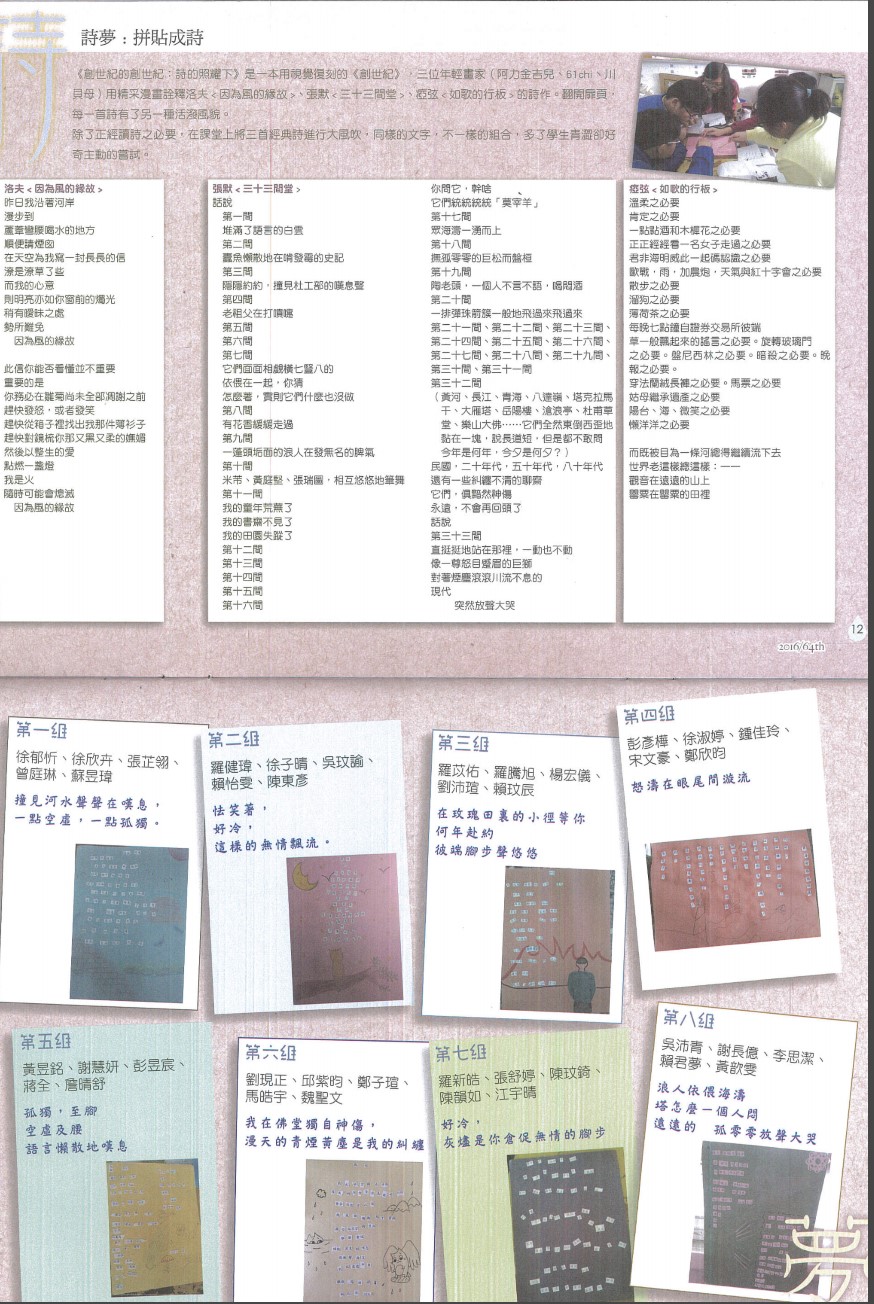 詩
詩夢：拼貼成詩
《創世紀的創世紀：詩的照耀下》是一本用視覺復刻的《創世紀》，三位年輕畫家（阿力金吉兒、61chi、川
貝母）用精采漫畫詮釋洛夫＜因為風的緣故＞、張默＜三十三間堂＞、瘂弦＜如歌的行板＞的詩作。翻開扉頁，
每一首詩有了另一種活潑風貌。
除了正經讀詩之必要，在課堂上將三首經典詩進行大風吹，同樣的文字，不一樣的組合，多了學生青澀卻好
奇主動的嘗試。
洛夫＜因為風的緣故＞
昨日我沿著河岸
漫步到
蘆葦彎腰喝水的地方
順便請煙囪
在天空為我寫一封長長的信
潦是潦草了些
而我的心意
則明亮亦如你窗前的燭光
稍有曖昧之處
勢所難免
因為風的緣故
此信你能否看懂並不重要
重要的是
你務必在雛菊尚未全部凋謝之前
趕快發怒，或者發笑
趕快從箱子裡找出我那件薄衫子
趕快對鏡梳你那又黑又柔的嫵媚
然後以整生的愛
點燃一盞燈
我是火
隨時可能會熄滅
因為風的緣故
張默＜三十三間堂＞
話說
第一間
堆滿了語言的白雲
第二間
蠹魚懶散地在啃發霉的史記
第三間
隱隱約約，撞見杜工部的嘆息聲
第四間
老祖父在打噴嚏
第五間
第六間
第七間
它們面面相覷橫七豎八的
依偎在一起，你猜
怎麼著，實則它們什麼也沒做
第八間
有花香緩緩走過
第九間
一蓬頭垢面的浪人在發無名的脾氣
第十間
米芾、黃庭堅、張瑞圖，相互悠悠地筆舞
第十一間
我的童年荒蕪了
我的書齋不見了
我的田園失蹤了
第十二間
第十三間
第十四間
第十五間
第十六間
你問它，幹啥
它們統統統統「莫宰羊」
第十七間
眾海濤一湧而上
第十八間
撫孤零零的巨松而盤桓
第十九間
陶老頭，一個人不言不語，喝悶酒
第二十間
一排彈珠箭簇一般地飛過來飛過來
第二十一間、第二十二間、第二十三間、
第二十四間、第二十五間、第二十六間、
第二十七間、第二十八間、第二十九間、
第三十間、第三十一間
第三十二間
（黃河、長江、青海、八達嶺、塔克拉馬
干、大雁塔、岳陽樓、滄浪亭、杜甫草
堂、樂山大佛……它們全然東倒西歪地
黏在一塊，說長道短，但是都不敢問
今年是何年，今夕是何夕？）
民國，二十年代，五十年代，八十年代
還有一些糾纏不清的聊齋
它們，俱黯然神傷
永遠，不會再回頭了
話說
第三十三間
直挺挺地站在那裡，一動也不動
像一尊怒目蹙眉的巨獅
對著煙塵滾滾川流不息的
現代
突然放聲大哭
瘂弦＜如歌的行板＞
溫柔之必要
肯定之必要
一點點酒和木樨花之必要
正正經經看一名女子走過之必要
君非海明威此一起碼認識之必要
歐戰，雨，加農炮，天氣與紅十字會之必要
散步之必要
溜狗之必要
薄荷茶之必要
每晚七點鐘自證券交易所彼端
草一般飄起來的謠言之必要。旋轉玻璃門
之必要。盤尼西林之必要。暗殺之必要。晚
報之必要。
穿法蘭絨長褲之必要。馬票之必要
姑母繼承遺產之必要
陽台、海、微笑之必要
懶洋洋之必要
而既被目為一條河總得繼續流下去
世界老這樣總這樣：——
觀音在遠遠的山上
罌粟在罌粟的田裡
12
2016/64th
第一組
徐郁忻、徐欣卉、張芷翎、
曾庭琳、蘇昱瑋
撞見河水聲聲在嘆息，
一點空虛，一點孤獨。
第二組
羅健瑋、徐子晴、吳玟諭、
賴怡雯、陳東彥
怯笑著，
好冷，
這樣的無情飄流。
第三組
羅苡佑、羅騰旭、楊宏儀、
劉沛瑄、賴玟辰
在玫瑰田裏的小徑等你
何年赴約
彼端腳步聲悠悠
第四組
彭彥樺、徐淑婷、鍾佳玲、
宋文豪、鄭欣昀
怒濤在眼尾間漩流
第五組
黃昱銘、謝慧妍、彭昱宸、
蔣全、詹晴舒
孤獨，至腳
空虛及腰
語言懶散地嘆息
第六組
劉現正、邱紫昀、鄭子瑄、
馬皓宇、魏聖文
我在佛堂獨自神傷，
漫天的青煙黃塵是我的糾纏
第七組
羅新皓、張舒婷、陳玟錡、
陳韻如、江宇晴
好冷，
灰燼是你倉促無情的腳步
第八組
吳沛青、謝長億、李思潔、
賴君夢、黃歆雯
浪人依偎海濤
塔怎麼一個人悶
遠遠的　孤零零放聲大哭
夢